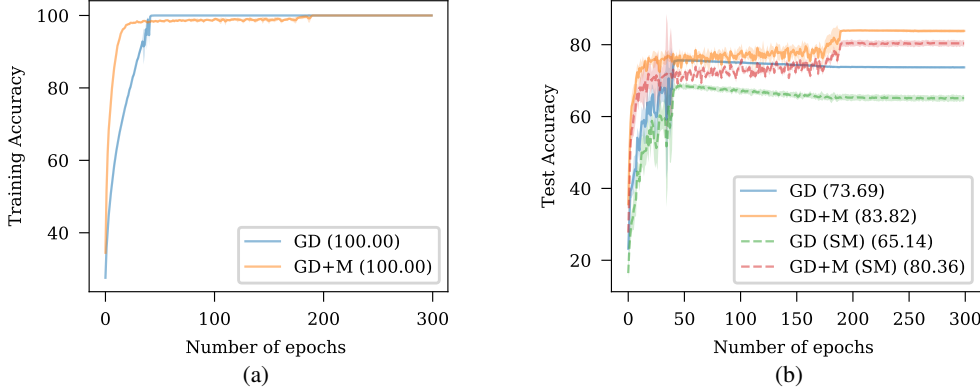 100
80
60
40
Training Accuracy
GD (100.00)
GD+M (100.00)
0
100
200
300
Number of epochs
(a)
80
60
40
20
Test Accuracy
GD (73.69)
GD+M (83.82)
GD (SM) (65.14)
GD+M (SM) (80.36)
0
50
100
150
200
250
300
Number of epochs
(b)